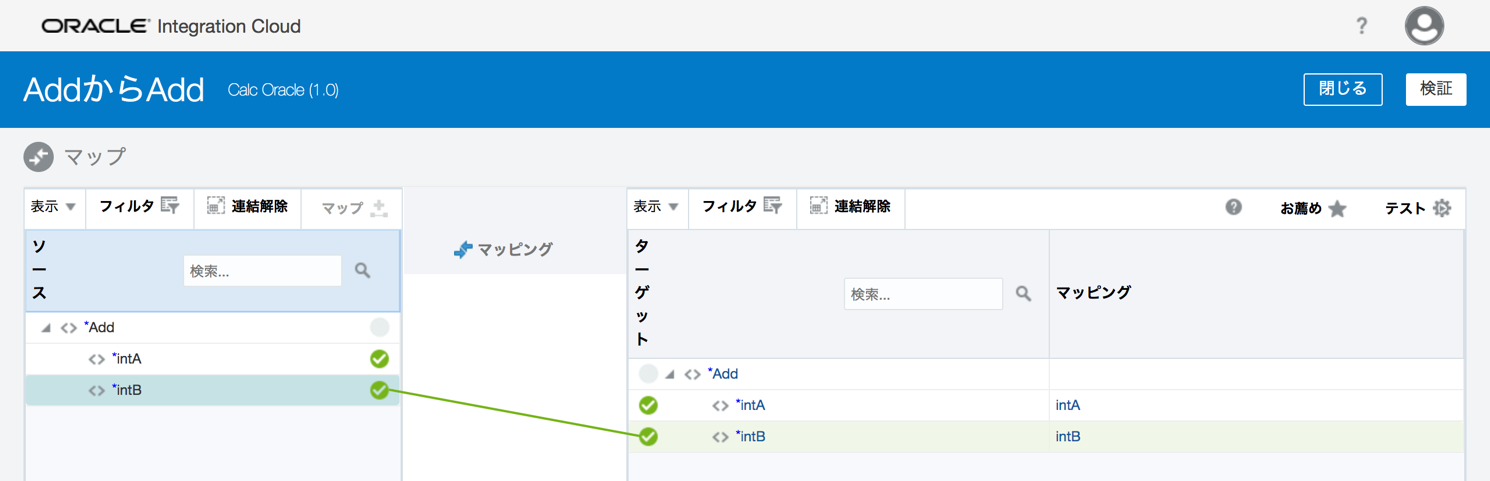 ORACLE Integration Cloud
?
AddからAdd Calc Oracle (1.0)
閉じる 検証
マップ
表示 フィルタ 連結解除 マップ
ソース
検索...
*Add
*intA
*intB
マッピング
表示 フィルタ 連結解除 ? お薦め テスト
ターゲット
検索...
マッピング
*Add
*intA intA
*intB intB